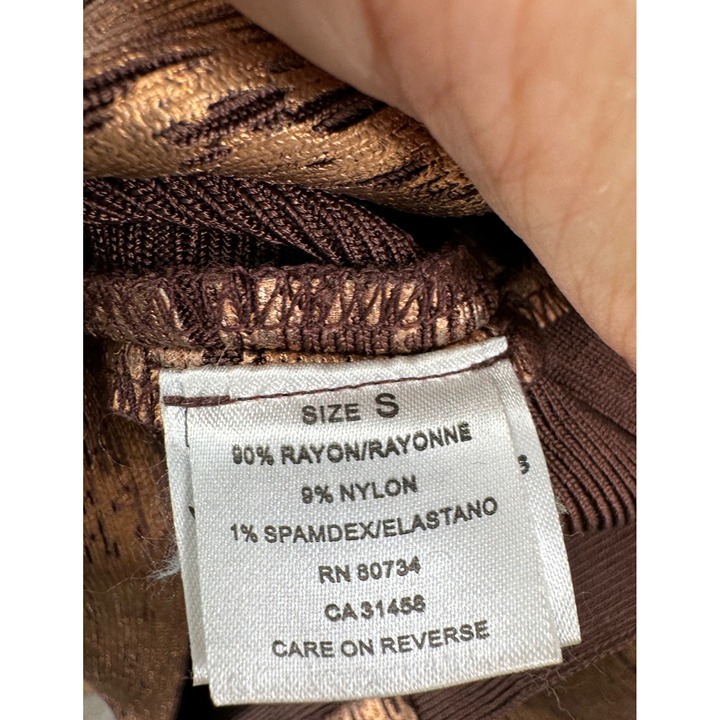 SIZE S
90% RAYON/RAYONNE
9% NYLON
1% SPAMDEX/ELASTANO
RN 80734
CA 31456
CARE ON REVERSE